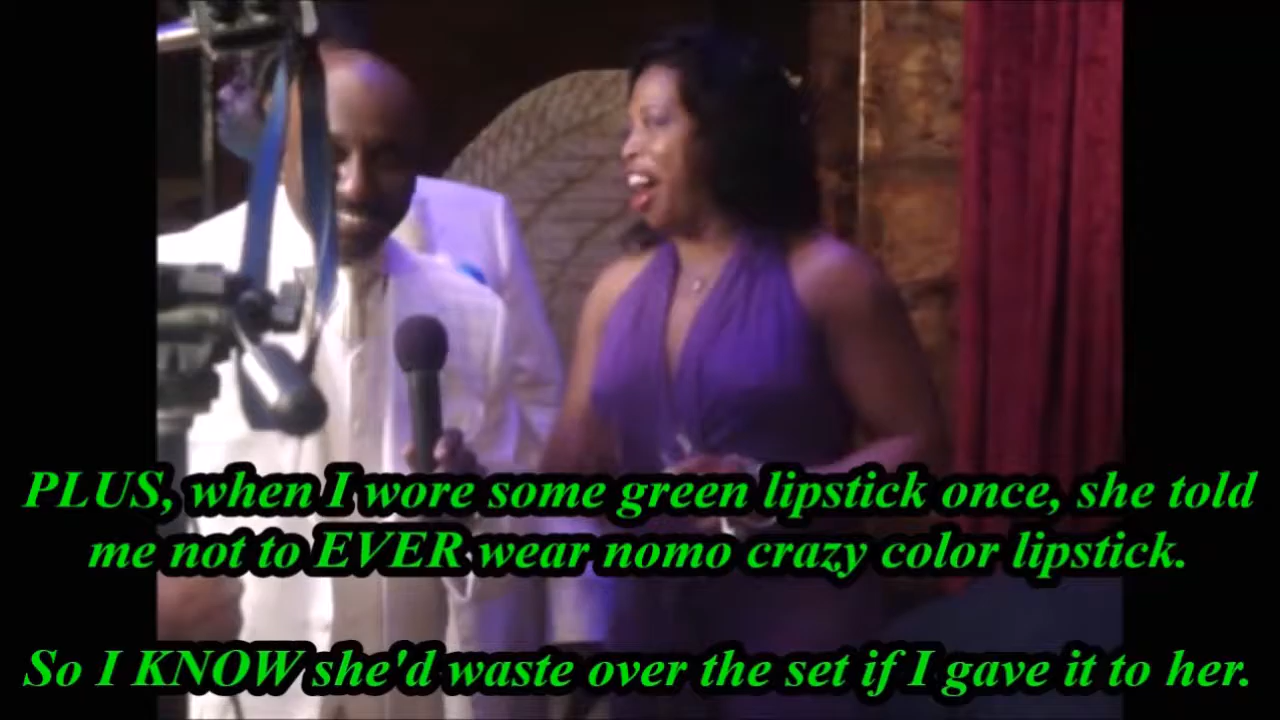 PLUS, when I wore some green lipstick once, she told
me not to EVER wear nomo crazy color lipstick.
So I KNOW she'd waste over the set if I gave it to her.